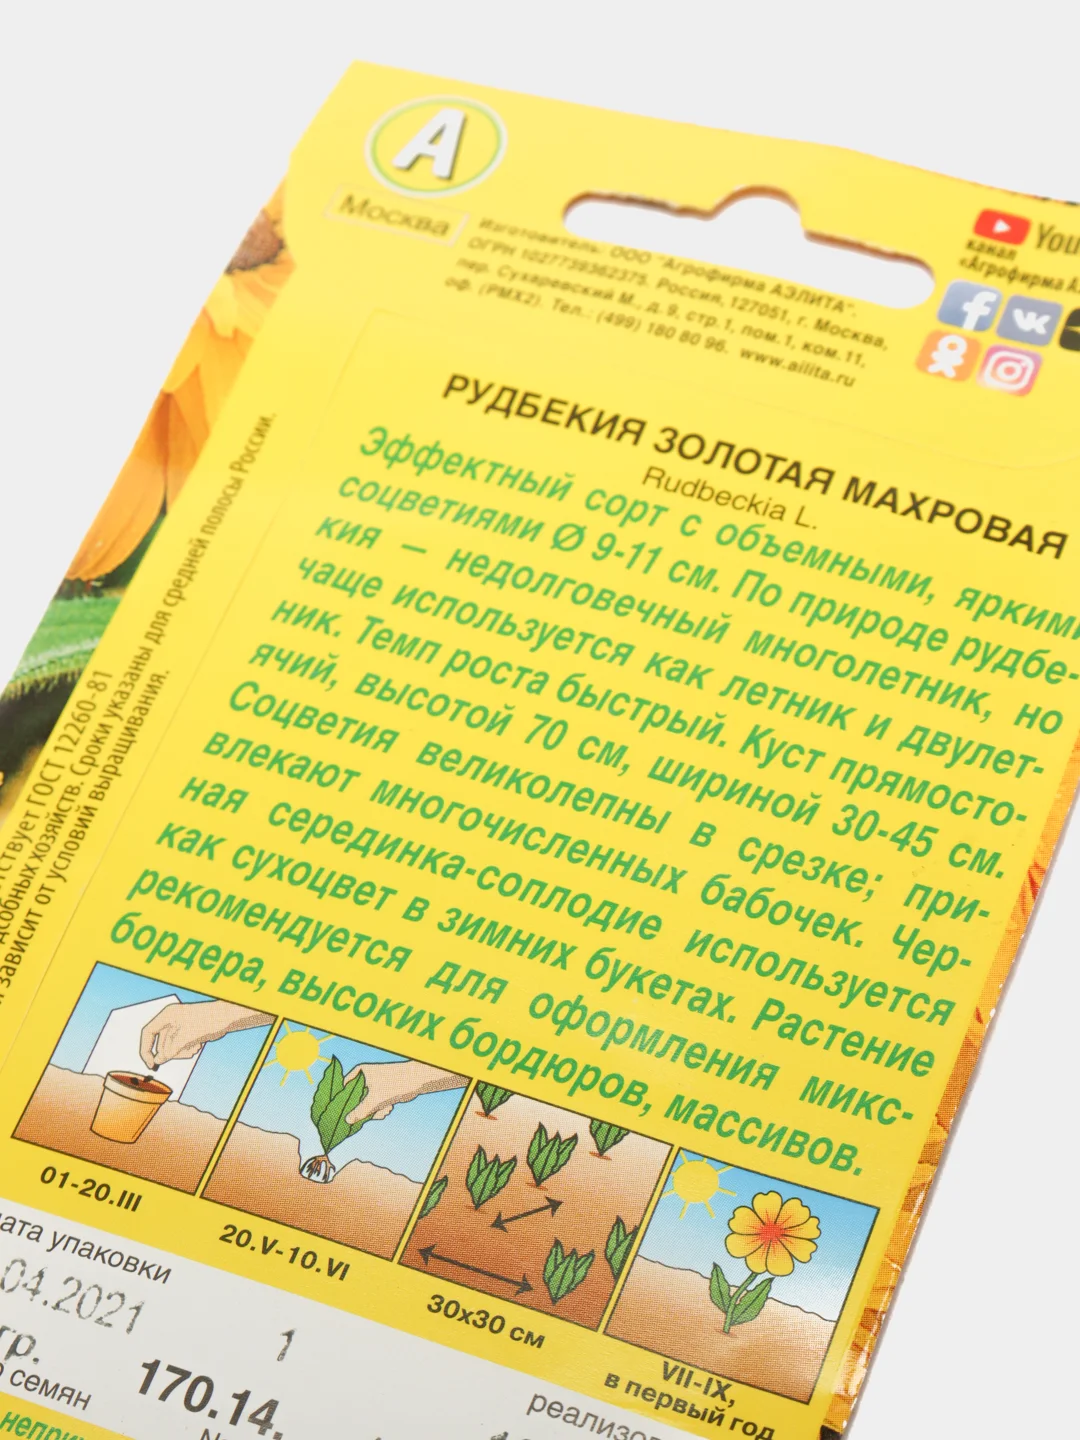 А
Москва
Изготовитель: ООО "Агрофирма АЭЛИТА".
ОГРН 1027739362375. Россия, 127051, г. Москва,
пер. Сухаревский М., д.9, стр.1, пом.1, ком.11,
оф. (РМХ2). Тел.: (499) 180 80 96. www.ailita.ru
You
канал
«Агрофирма А
РУДБЕКИЯ ЗОЛОТАЯ МАХРОВАЯ
Rudbeckia L.
Эффектный сорт с объемными, яркими
соцветиями Ø 9-11 см. По природе рудбе-
кия – недолговечный многолетник, но
чаще используется как летник и двулет-
ник. Темп роста быстрый. Куст прямосто-
ячий, высотой 70 см, шириной 30-45 см.
Соцветия великолепны в срезке; при-
влекают многочисленных бабочек. Чер-
ная серединка-соплодие используется
как сухоцвет в зимних букетах. Растение
рекомендуется для оформления микс-
бордера, высоких бордюров, массивов.
ГОСТ 12260-81
хозяйств. Сроки указаны для средней полосы России.
зависит от условий выращивания.
01-20.III
20.V-10.VI
30x30 см
VII-IX,
в первый год
упаковки
04.2021
1
гр.
семян
170.14.